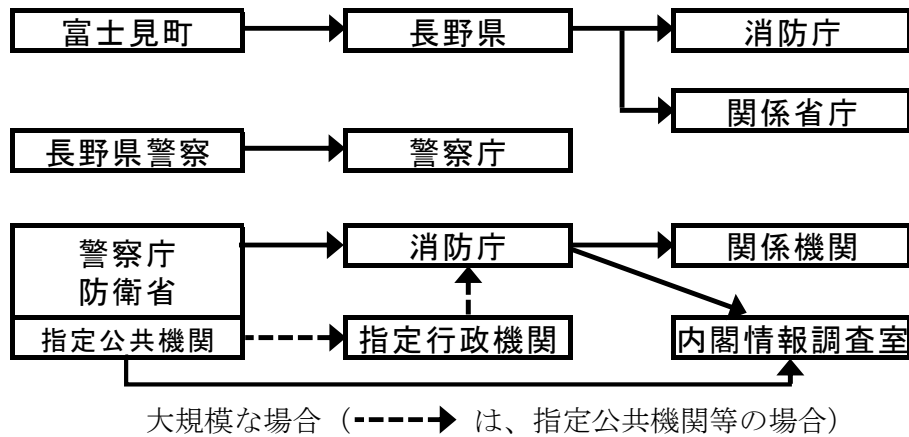 富士見町 長野県 消防庁
関係省庁
長野県警察 警察庁
警察庁 消防庁 関係機関
防衛省
指定公共機関 指定行政機関 内閣情報調査室
大規模な場合（ は、指定公共機関等の場合）